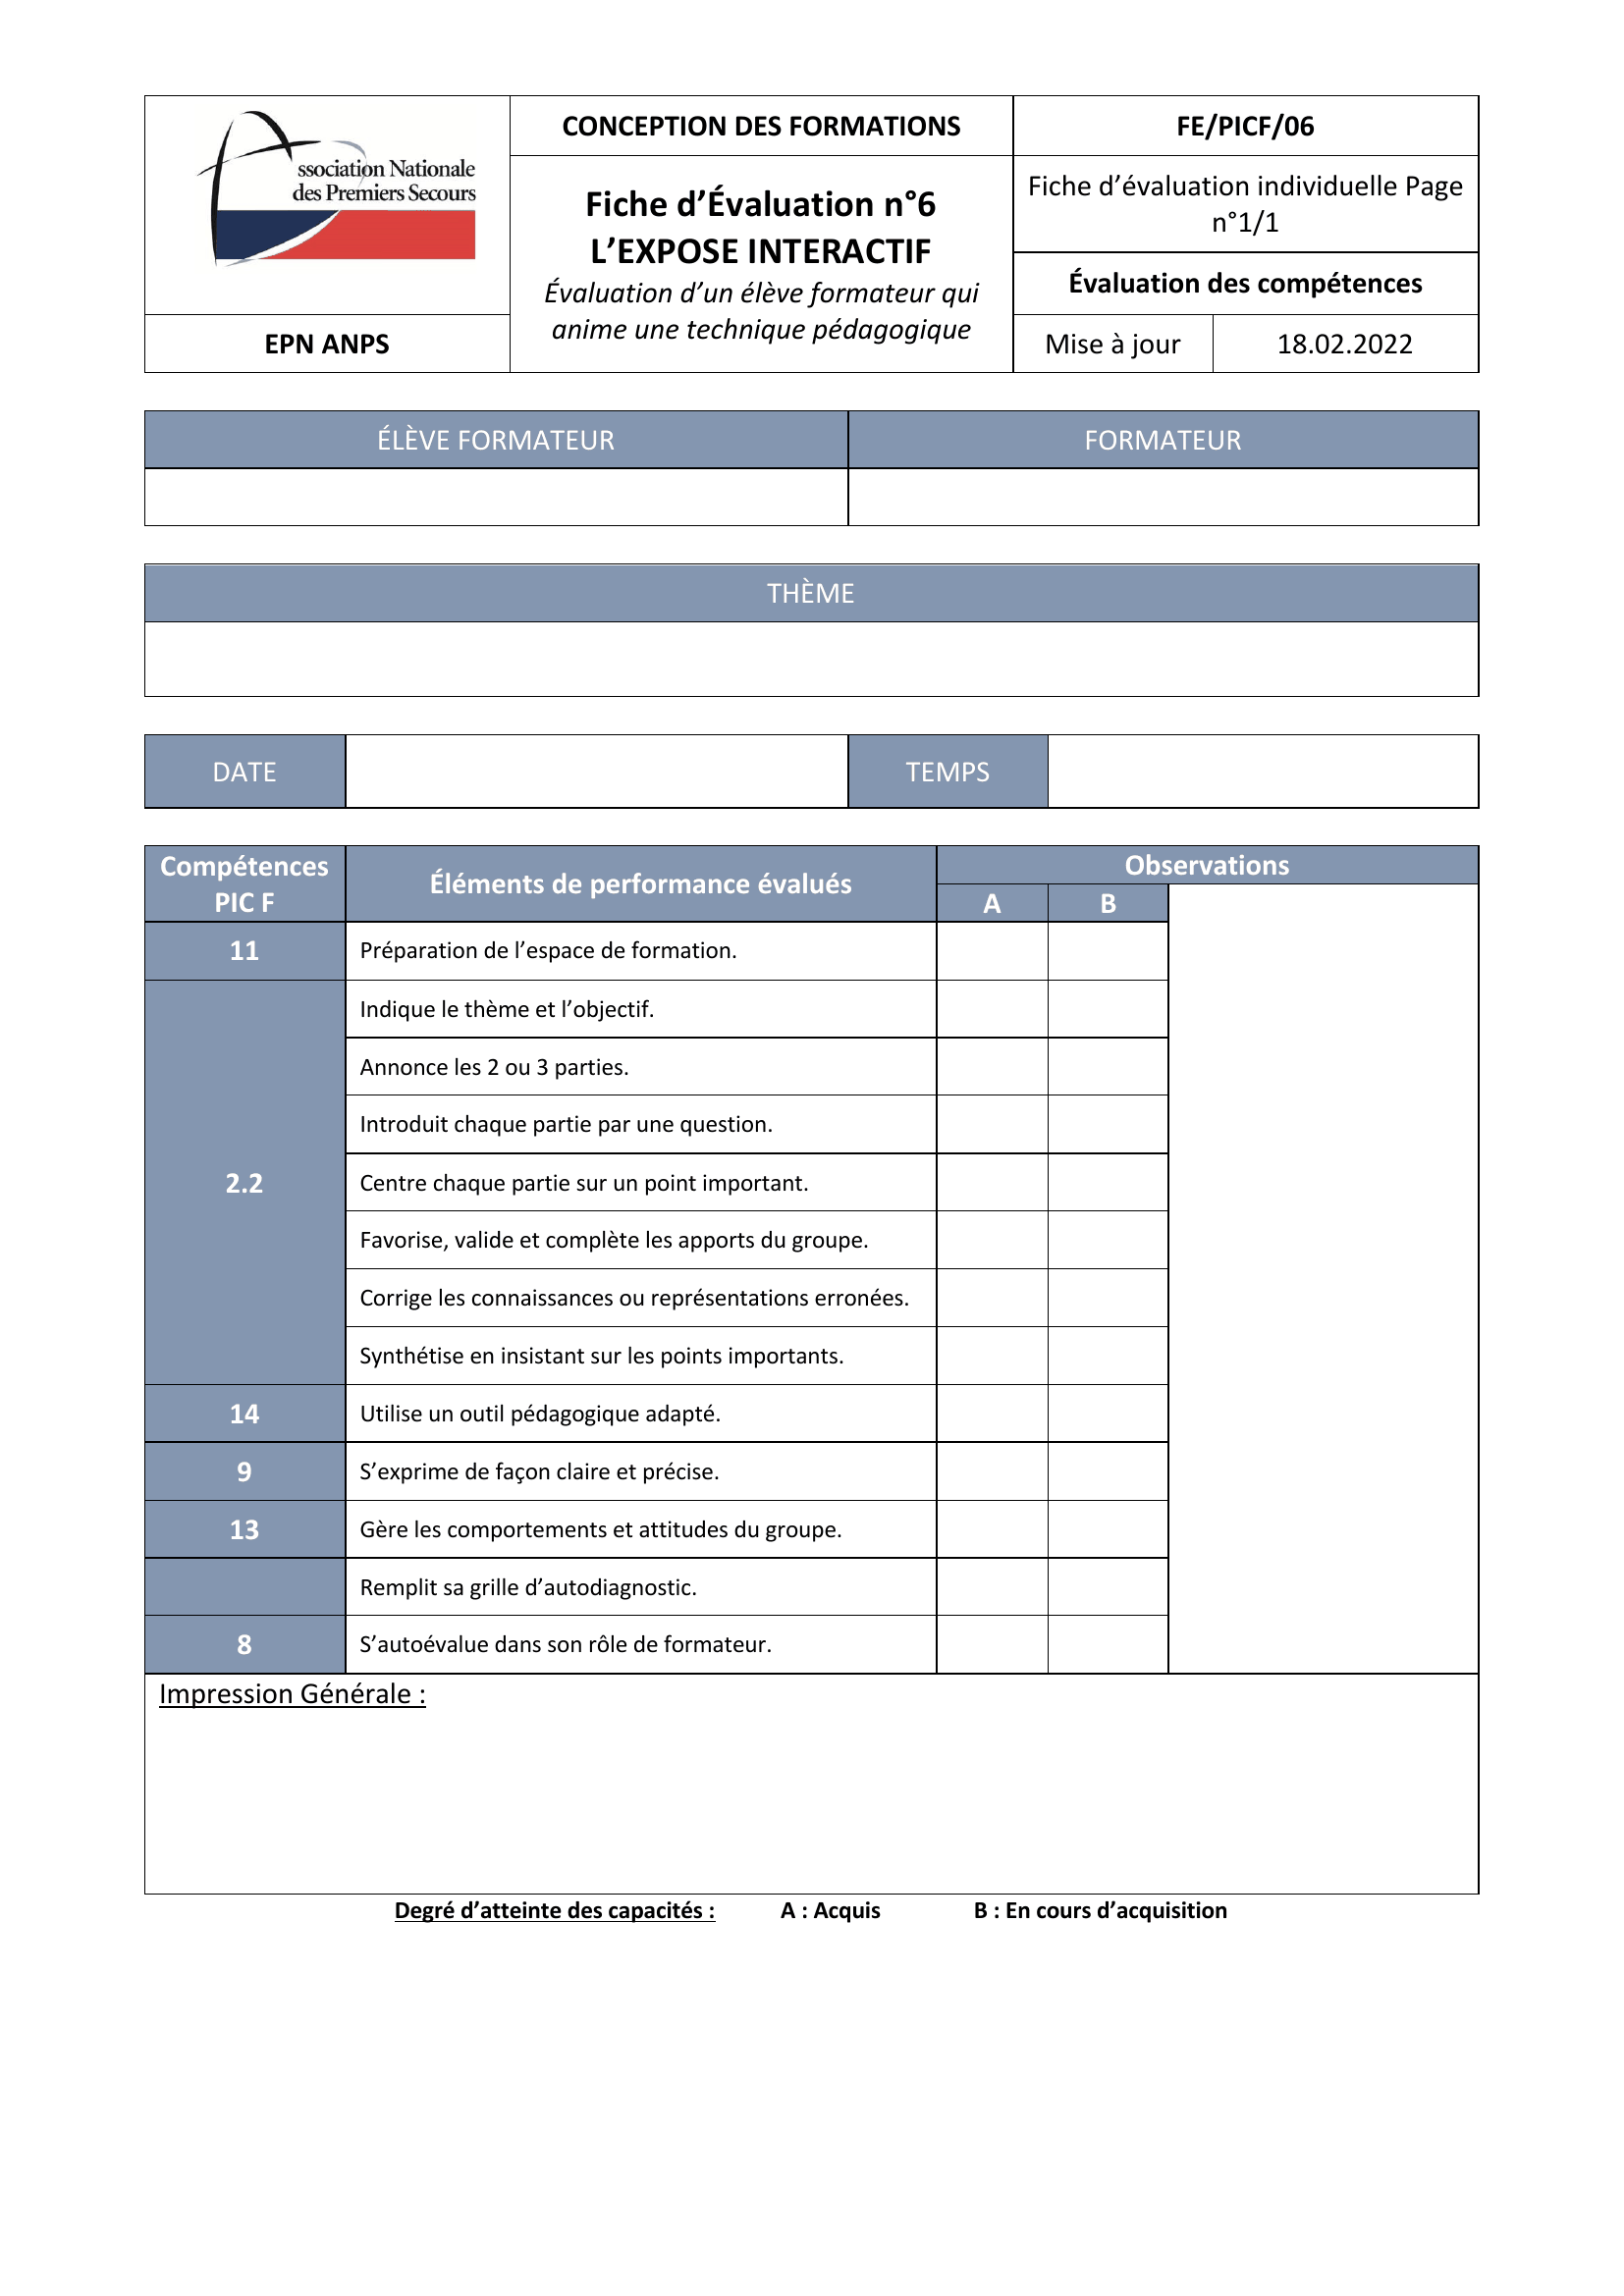 ssociation Nationale
des Premiers Secours
EPN ANPS
CONCEPTION DES FORMATIONS
Fiche d’Évaluation n°6
L’EXPOSE INTERACTIF
Évaluation d’un élève formateur qui
anime une technique pédagogique
FE/PICF/06
Fiche d’évaluation individuelle Page
n°1/1
Évaluation des compétences
Mise à jour 18.02.2022
ÉLÈVE FORMATEUR FORMATEUR
THÈME
DATE TEMPS
Compétences
PIC F
Éléments de performance évalués
Observations
A B
11 Préparation de l’espace de formation.
2.2
Indique le thème et l’objectif.
Annonce les 2 ou 3 parties.
Introduit chaque partie par une question.
Centre chaque partie sur un point important.
Favorise, valide et complète les apports du groupe.
Corrige les connaissances ou représentations erronées.
Synthétise en insistant sur les points importants.
14 Utilise un outil pédagogique adapté.
9 S’exprime de façon claire et précise.
13 Gère les comportements et attitudes du groupe.
Remplit sa grille d’autodiagnostic.
8 S’autoévalue dans son rôle de formateur.
Impression Générale :
Degré d’atteinte des capacités : A : Acquis B : En cours d’acquisition